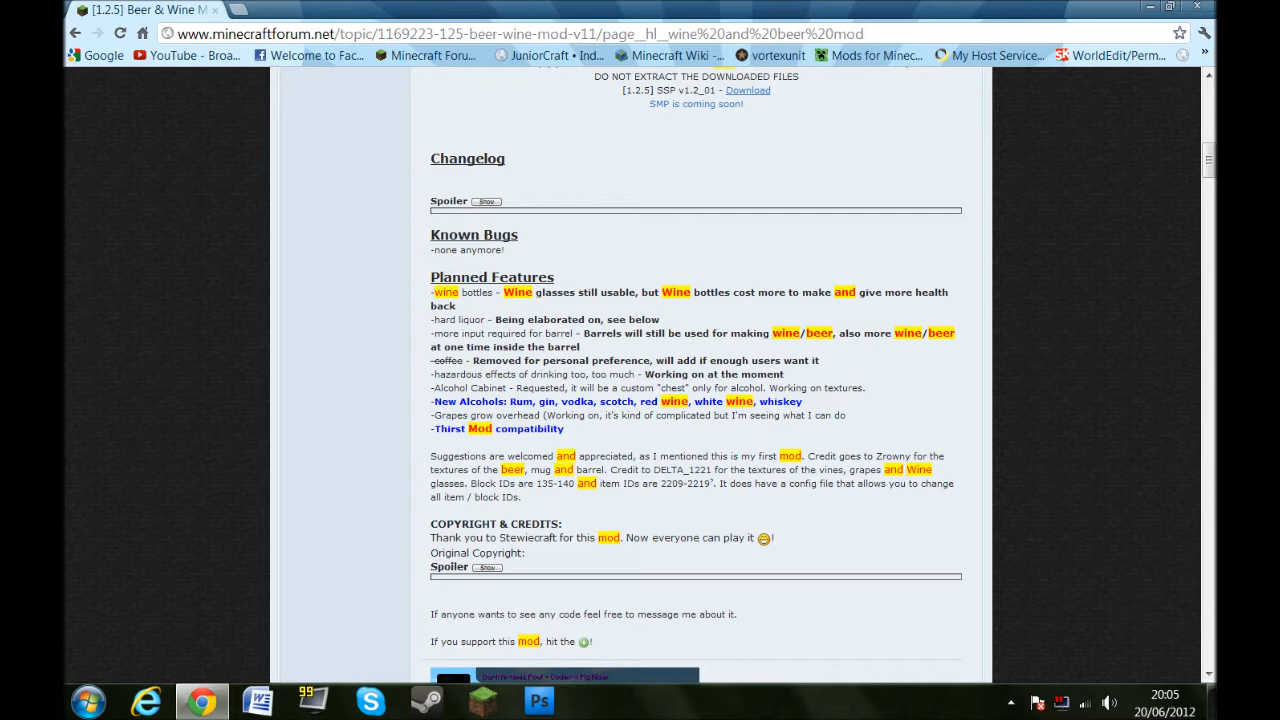 [1.2.5] Beer & Wine M
www.minecraftforum.net/topic/1169223-125-beer-wine-mod-v11/page__hl__wine%20and%20beer%20mod
Google YouTube - Broa... Welcome to Fac... Minecraft Foru... JuniorCraft • Ind... Minecraft Wiki -... vortexunit Mods for Minec... My Host Service... WorldEdit/Perm... »
DO NOT EXTRACT THE DOWNLOADED FILES
[1.2.5] SSP v1.2_01 - Download
SMP is coming soon!
Changelog
Spoiler Show
Known Bugs
-none anymore!
Planned Features
-wine bottles - Wine glasses still usable, but Wine bottles cost more to make and give more health
back
-hard liquor - Being elaborated on, see below
-more input required for barrel - Barrels will still be used for making wine/beer, also more wine/beer
at one time inside the barrel
-coffee - Removed for personal preference, will add if enough users want it
-hazardous effects of drinking too, too much - Working on at the moment
-Alcohol Cabinet - Requested, it will be a custom "chest" only for alcohol. Working on textures.
-New Alcohols: Rum, gin, vodka, scotch, red wine, white wine, whiskey
-Grapes grow overhead (Working on, it's kind of complicated but I'm seeing what I can do
-Thirst Mod compatibility
Suggestions are welcomed and appreciated, as I mentioned this is my first mod. Credit goes to Zrowny for the
textures of the beer, mug and barrel. Credit to DELTA_1221 for the textures of the vines, grapes and Wine
glasses. Block IDs are 135-140 and item IDs are 2209-2219°. It does have a config file that allows you to change
all item / block IDs.
COPYRIGHT & CREDITS:
Thank you to Stewiecraft for this mod. Now everyone can play it !
Original Copyright:
Spoiler Show
If anyone wants to see any code feel free to message me about it.
If you support this mod, hit the !
99
20:05
20/06/2012